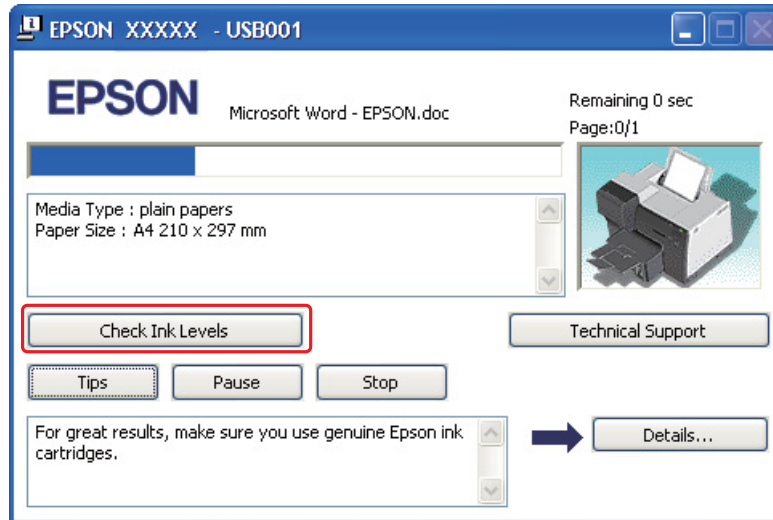 EPSON XXXXX - USB001
EPSON
Microsoft Word - EPSON.doc
Remaining 0 sec
Page:0/1
Media Type : plain papers
Paper Size : A4 210 x 297 mm
Check Ink Levels
Technical Support
Tips
Pause
Stop
For great results, make sure you use genuine Epson ink
cartridges.
Details...